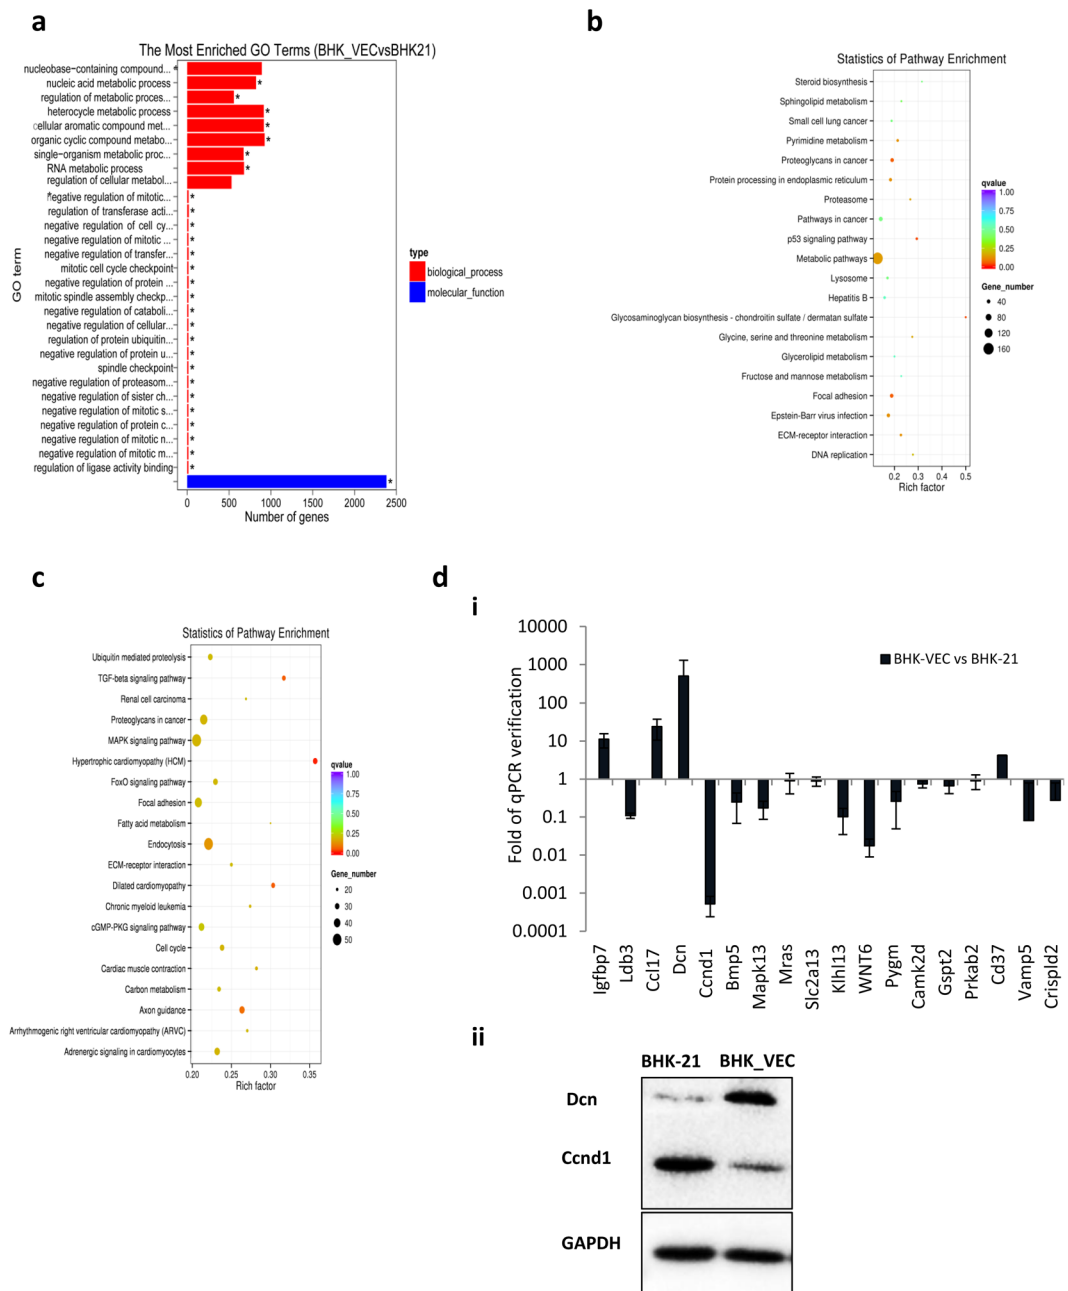 a
The Most Enriched GO Terms (BHK_VECvsBHK21)
nucleobase-containing compound... *
nucleic acid metabolic process *
regulation of metabolic proces... *
heterocycle metabolic process *
cellular aromatic compound met... *
organic cyclic compound metabo... *
single-organism metabolic proc... *
RNA metabolic process *
regulation of cellular metabol...
*negative regulation of mitotic... *
regulation of transferase acti... *
negative regulation of cell cy... *
negative regulation of mitotic ... *
negative regulation of transfer... *
mitotic cell cycle checkpoint *
negative regulation of protein ... *
mitotic spindle assembly checkp... *
negative regulation of cataboli... *
negative regulation of cellular... *
regulation of protein ubiquitin... *
negative regulation of protein u... *
spindle checkpoint *
negative regulation of proteasom... *
negative regulation of sister ch... *
negative regulation of mitotic s... *
negative regulation of protein c... *
negative regulation of mitotic n... *
negative regulation of mitotic m... *
regulation of ligase activity binding *
*
GO term
0 500 1000 1500 2000 2500
Number of genes
type
biological_process
molecular_function
b
Statistics of Pathway Enrichment
Steroid biosynthesis
Sphingolipid metabolism
Small cell lung cancer
Pyrimidine metabolism
Proteoglycans in cancer
Protein processing in endoplasmic reticulum
Proteasome
Pathways in cancer
p53 signaling pathway
Metabolic pathways
Lysosome
Hepatitis B
Glycosaminoglycan biosynthesis - chondroitin sulfate / dermatan sulfate
Glycine, serine and threonine metabolism
Glycerolipid metabolism
Fructose and mannose metabolism
Focal adhesion
Epstein-Barr virus infection
ECM-receptor interaction
DNA replication
0.2 0.3 0.4 0.5
Rich factor
qvalue
1.00
0.75
0.50
0.25
0.00
Gene_number
40
80
120
160
c
Statistics of Pathway Enrichment
Ubiquitin mediated proteolysis
TGF-beta signaling pathway
Renal cell carcinoma
Proteoglycans in cancer
MAPK signaling pathway
Hypertrophic cardiomyopathy (HCM)
FoxO signaling pathway
Focal adhesion
Fatty acid metabolism
Endocytosis
ECM-receptor interaction
Dilated cardiomyopathy
Chronic myeloid leukemia
cGMP-PKG signaling pathway
Cell cycle
Cardiac muscle contraction
Carbon metabolism
Axon guidance
Arrhythmogenic right ventricular cardiomyopathy (ARVC)
Adrenergic signaling in cardiomyocytes
0.20 0.25 0.30 0.35
Rich factor
qvalue
1.00
0.75
0.50
0.25
0.00
Gene_number
20
30
40
50
d
i
Fold of qPCR verification
10000
1000
100
10
1
0.1
0.01
0.001
0.0001
BHK-VEC vs BHK-21
Igfbp7
Ldb3
Ccl17
Dcn
Ccnd1
Bmp5
Mapk13
Mras
Slc2a13
Klhl13
WNT6
Pygm
Camk2d
Gspt2
Prkab2
Cd37
Vamp5
Crispld2
ii
BHK-21 BHK_VEC
Dcn
Ccnd1
GAPDH